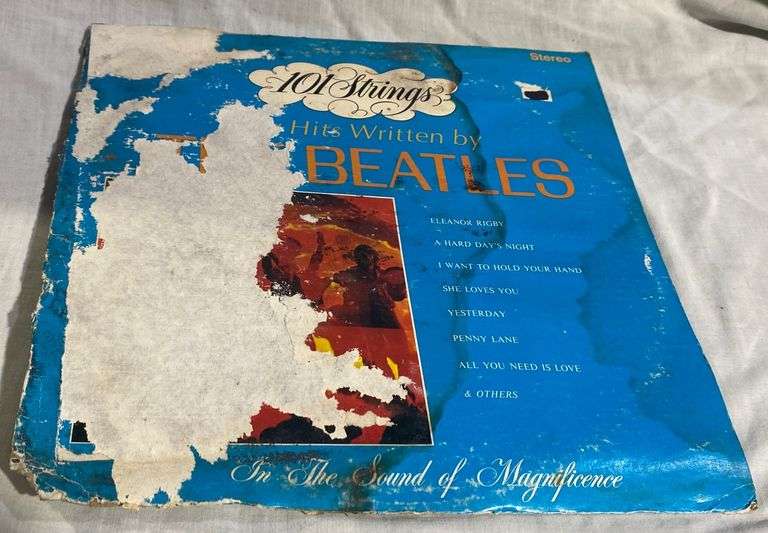 Stereo
101 Strings
Hits Written by
BEATLES
ELEANOR RIGBY
A HARD DAY'S NIGHT
I WANT TO HOLD YOUR HAND
SHE LOVES YOU
YESTERDAY
PENNY LANE
ALL YOU NEED IS LOVE
& OTHERS
In The Sound of Magnificence